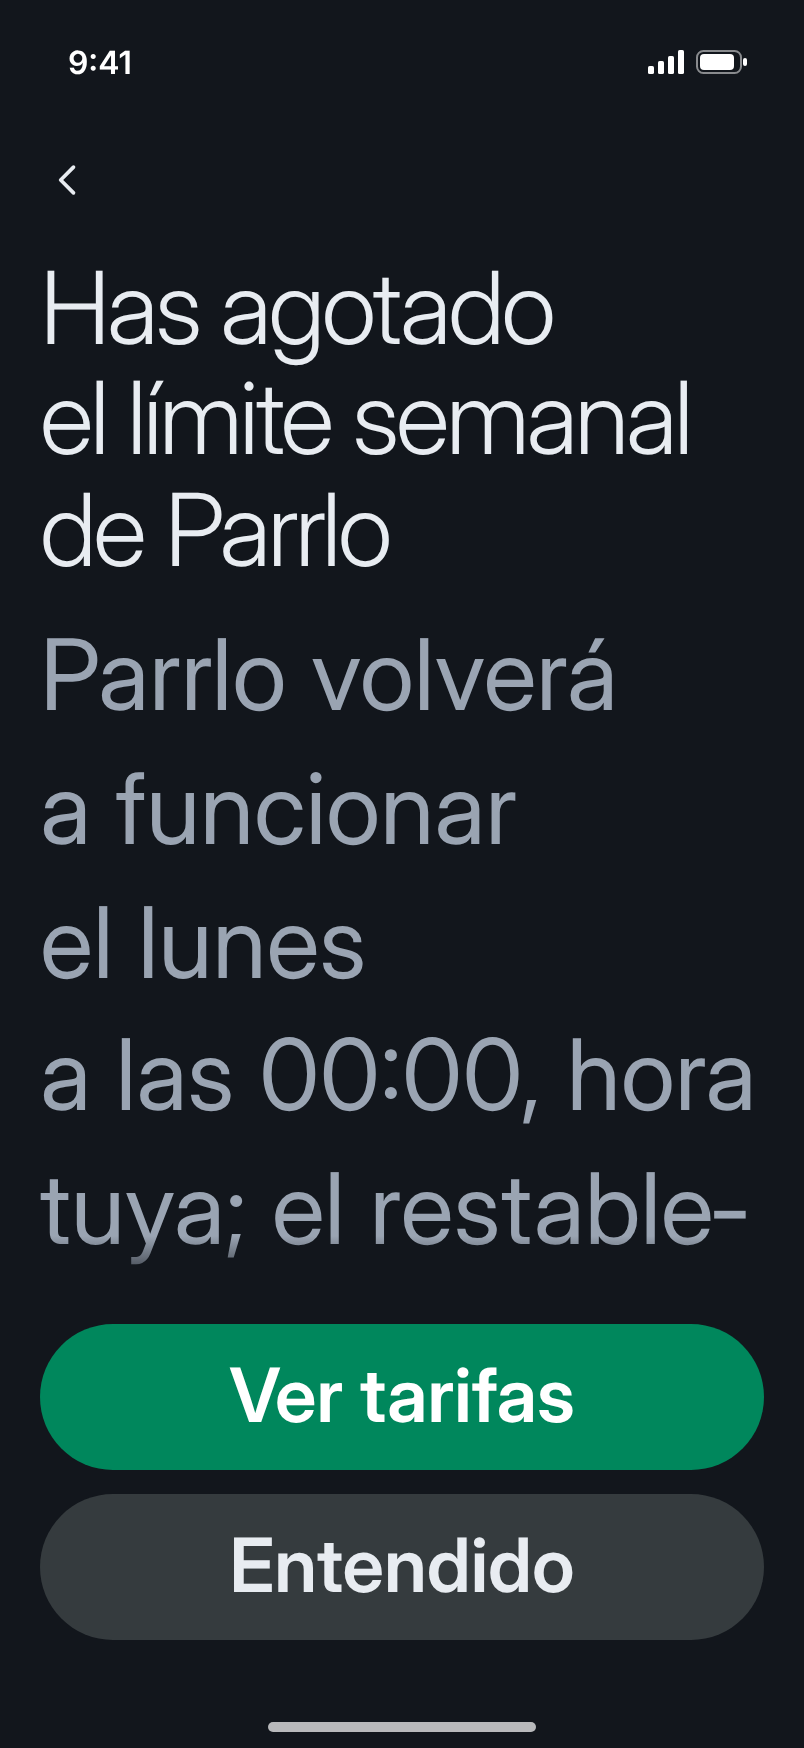 9:41
Has agotado
el límite semanal
de Parrlo
Parrlo volverá
a funcionar
el lunes
a las 00:00, hora
tuya; el restable-
Ver tarifas
Entendido